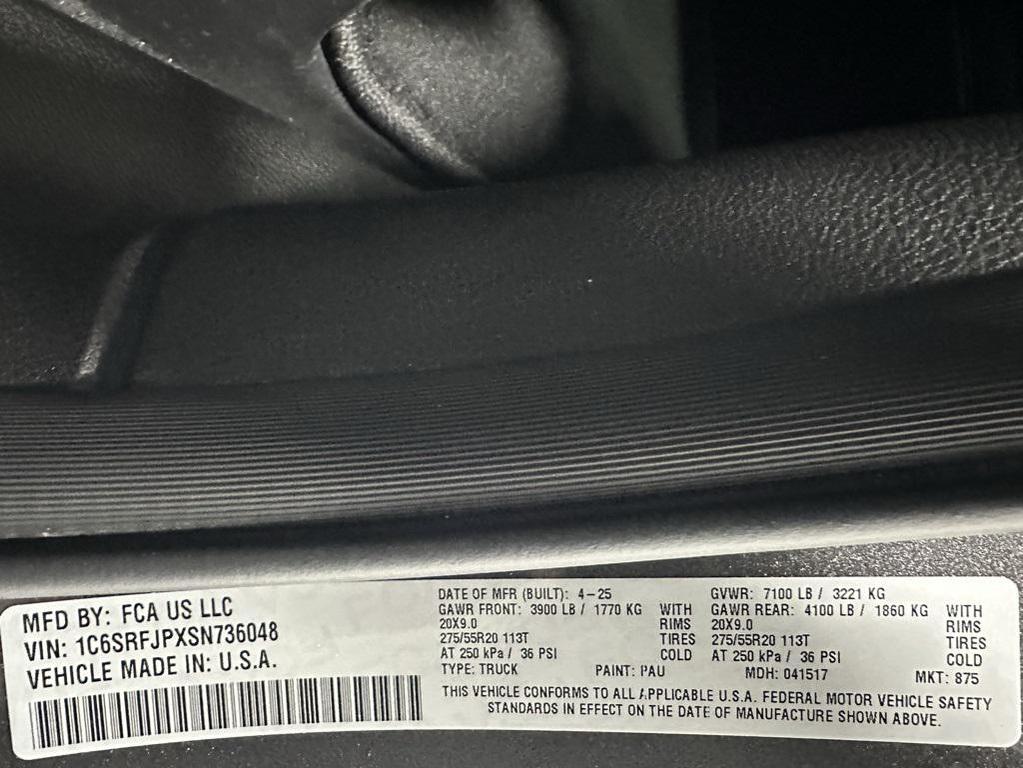 MFD BY: FCA US LLC
VIN: 1C6SRFJPXSN736048
VEHICLE MADE IN: U.S.A.
DATE OF MFR (BUILT): 4-25 GVWR: 7100 LB / 3221 KG
GAWR FRONT: 3900 LB / 1770 KG WITH GAWR REAR: 4100 LB / 1860 KG WITH
20X9.0 RIMS 20X9.0 RIMS
275/55R20 113T TIRES 275/55R20 113T TIRES
AT 250 kPa / 36 PSI COLD AT 250 kPa / 36 PSI COLD
TYPE: TRUCK PAINT: PAU MDH: 041517 MKT: 875
THIS VEHICLE CONFORMS TO ALL APPLICABLE U.S.A. FEDERAL MOTOR VEHICLE SAFETY
STANDARDS IN EFFECT ON THE DATE OF MANUFACTURE SHOWN ABOVE.